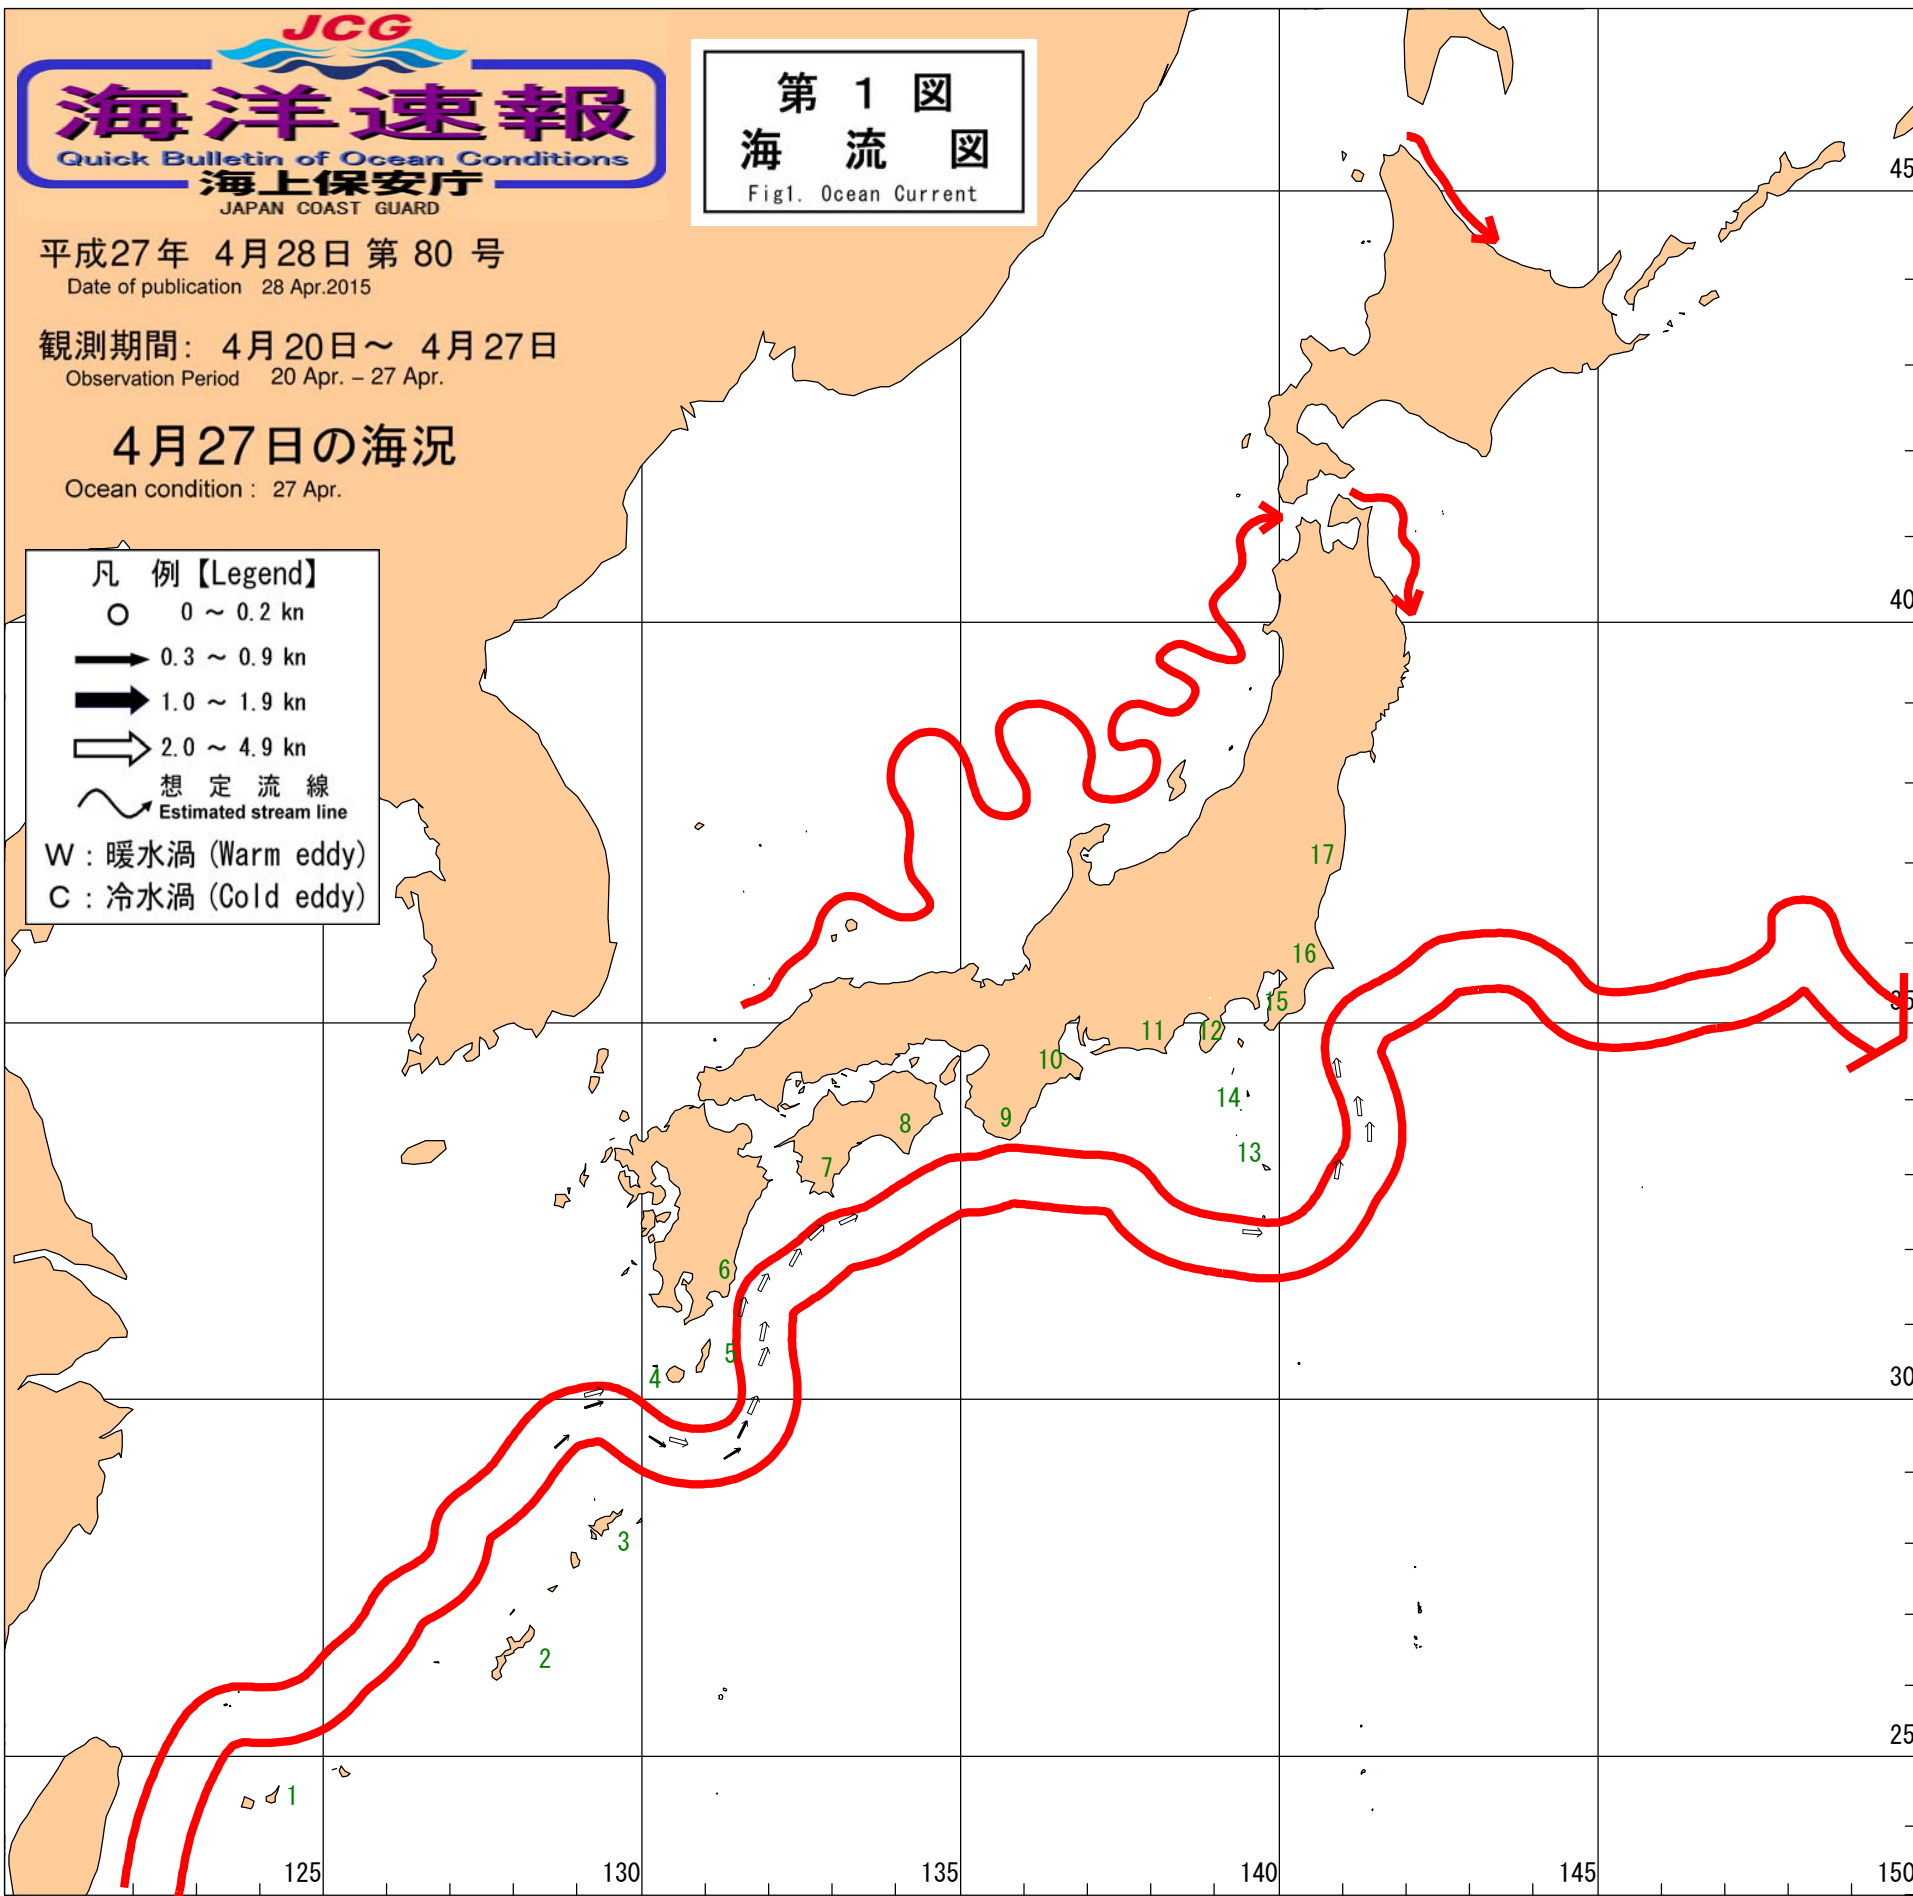 JCG
海洋速報
Quick Bulletin of Ocean Conditions
海上保安庁
JAPAN COAST GUARD
第 1 図
海 流 図
Fig1. Ocean Current
平成27年 4月28日 第 80 号
Date of publication 28 Apr.2015
観測期間: 4月20日～ 4月27日
Observation Period 20 Apr. – 27 Apr.
4月27日の海況
Ocean condition : 27 Apr.
凡 例【Legend】
0 ～ 0.2 kn
0.3 ～ 0.9 kn
1.0 ～ 1.9 kn
2.0 ～ 4.9 kn
想 定 流 線
Estimated stream line
W : 暖水渦 (Warm eddy)
C : 冷水渦 (Cold eddy)
45
40
35
30
25
125
130
135
140
145
150
17
16
15
12
11
10
14
13
9
8
7
6
5
4
3
2
1